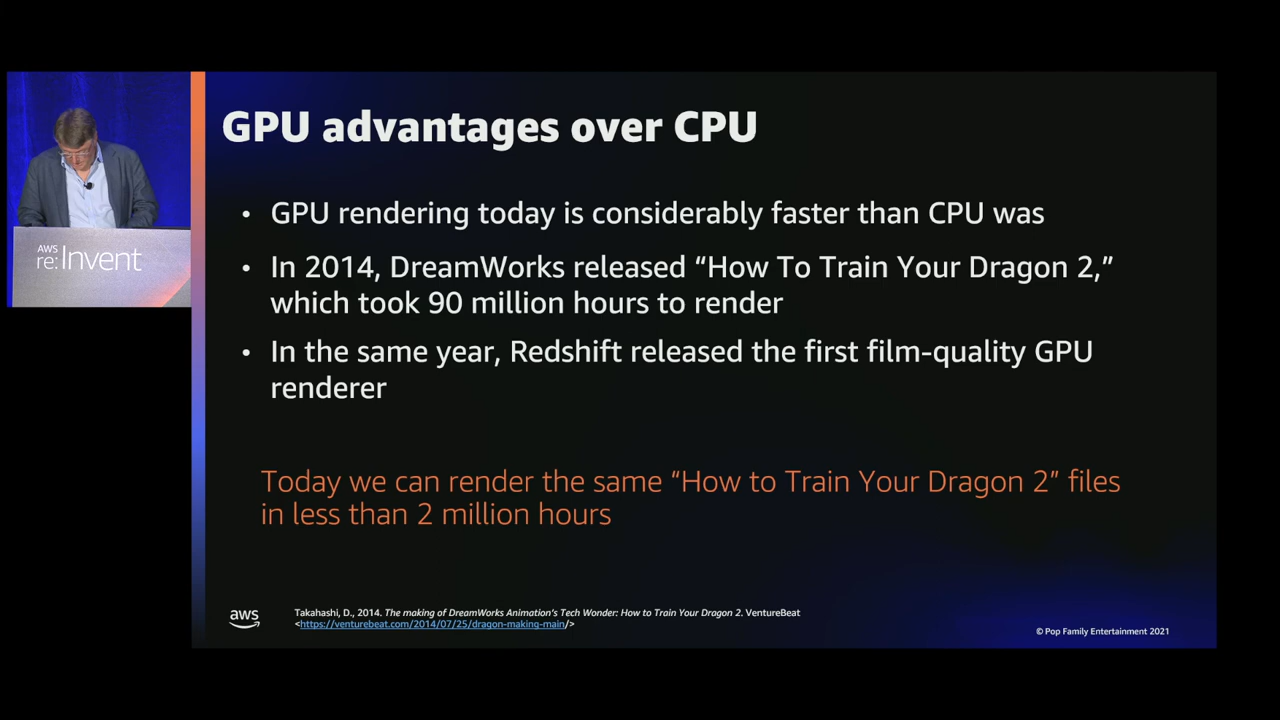 GPU advantages over CPU
• GPU rendering today is considerably faster than CPU was
• In 2014, DreamWorks released “How To Train Your Dragon 2,”
which took 90 million hours to render
• In the same year, Redshift released the first film-quality GPU
renderer
Today we can render the same “How to Train Your Dragon 2” files
in less than 2 million hours
AWS
re:Invent
aws
Takahashi, D., 2014. The making of DreamWorks Animation's Tech Wonder: How to Train Your Dragon 2. VentureBeat
<https://venturebeat.com/2014/07/25/dragon-making-main/>
© Pop Family Entertainment 2021